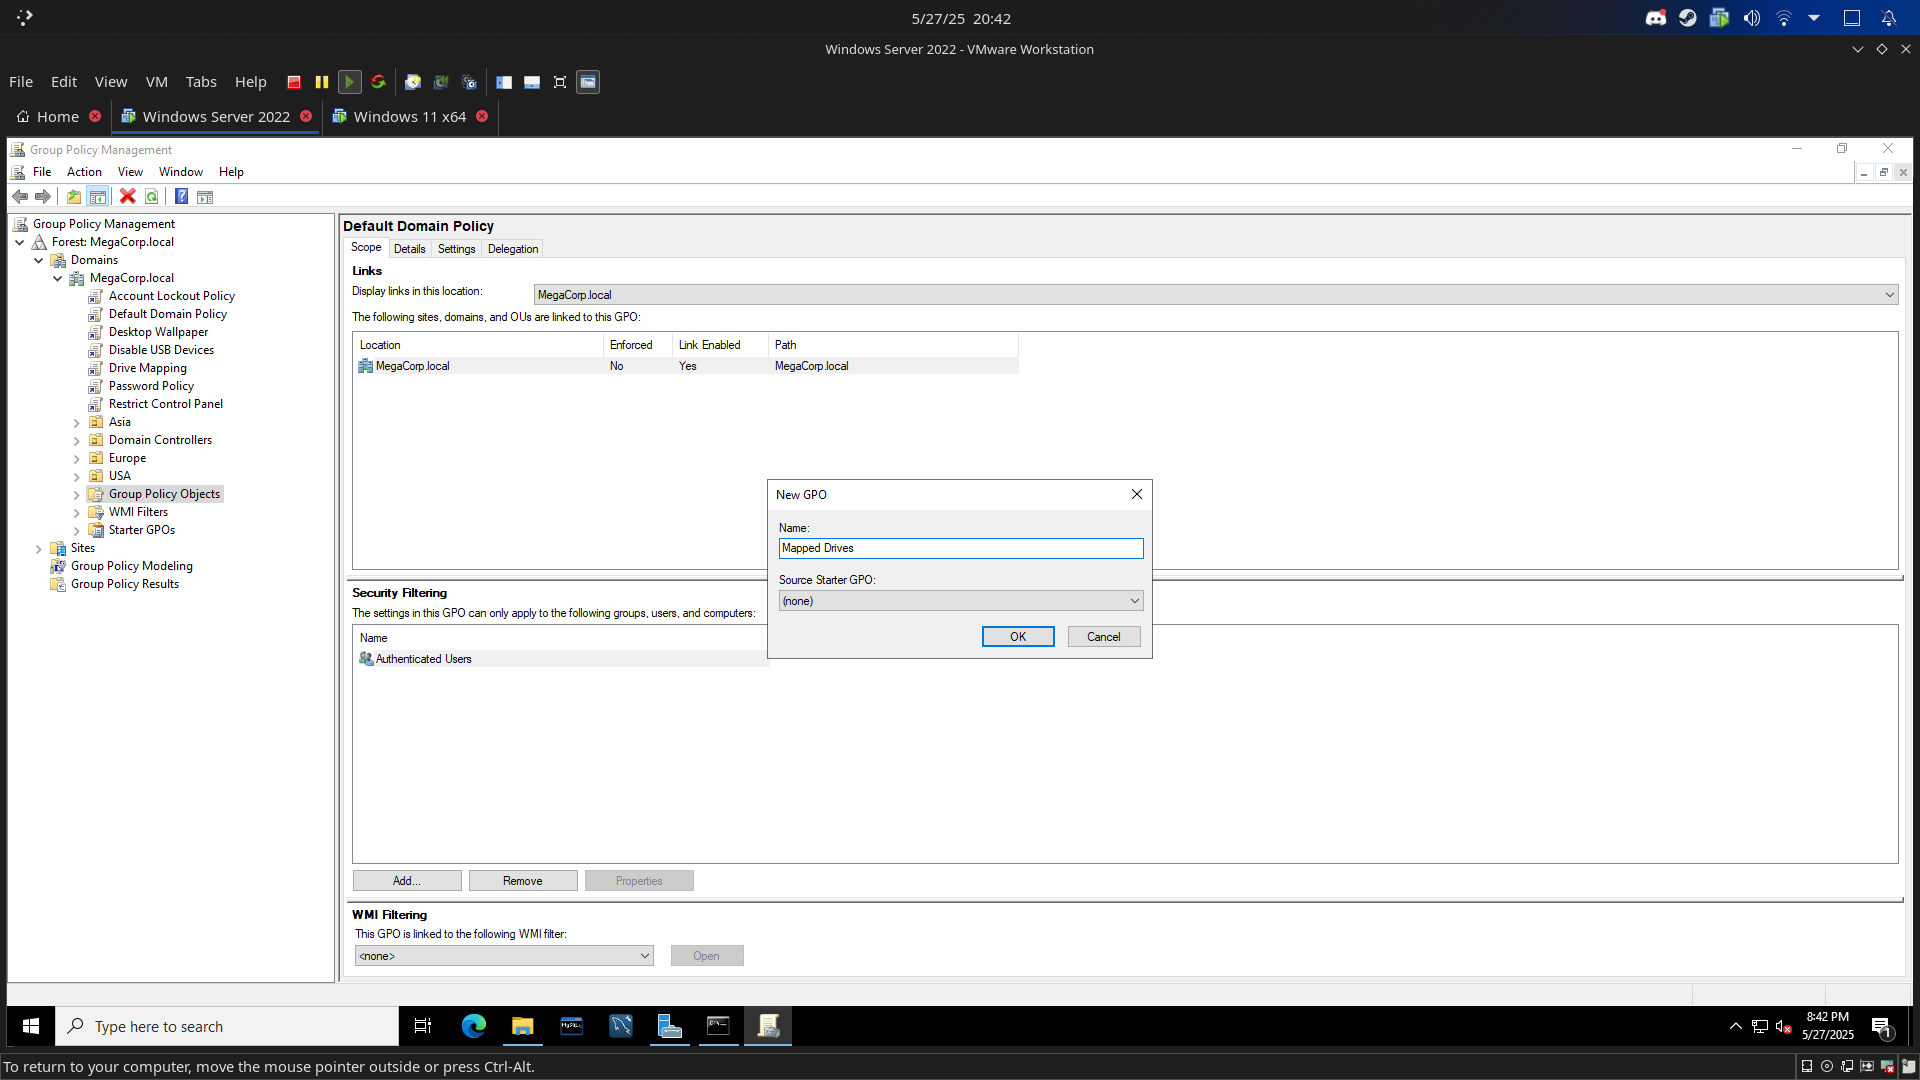 5/27/25 20:42
Windows Server 2022 - VMware Workstation
File Edit View VM Tabs Help
Home Windows Server 2022 Windows 11 x64
Group Policy Management
File Action View Window Help
Group Policy Management
Forest: MegaCorp.local
Domains
MegaCorp.local
Account Lockout Policy
Default Domain Policy
Desktop Wallpaper
Disable USB Devices
Drive Mapping
Password Policy
Restrict Control Panel
Asia
Domain Controllers
Europe
USA
Group Policy Objects
WMI Filters
Starter GPOs
Sites
Group Policy Modeling
Group Policy Results
Default Domain Policy
Scope Details Settings Delegation
Links
Display links in this location: MegaCorp.local
The following sites, domains, and OUs are linked to this GPO:
Location Enforced Link Enabled Path
MegaCorp.local No Yes MegaCorp.local
New GPO
Name:
Mapped Drives
Source Starter GPO:
(none)
OK Cancel
Security Filtering
The settings in this GPO can only apply to the following groups, users, and computers:
Name
Authenticated Users
Add... Remove Properties
WMI Filtering
This GPO is linked to the following WMI filter:
<none> Open
Type here to search
8:42 PM
5/27/2025
1
To return to your computer, move the mouse pointer outside or press Ctrl-Alt.